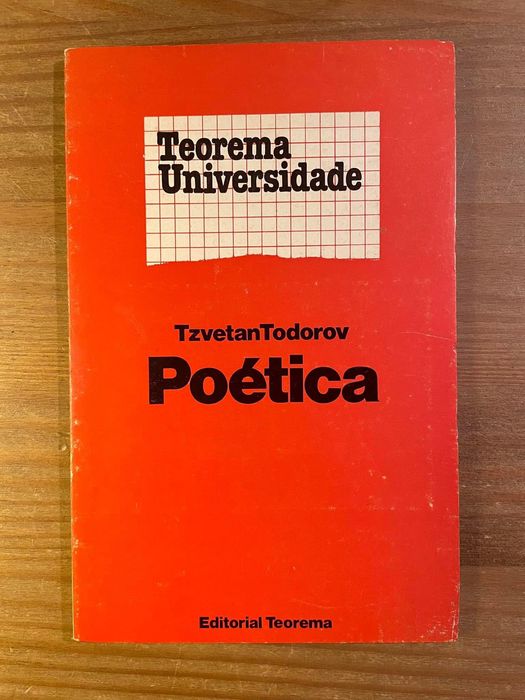 Teorema
Universidade
TzvetanTodorov
Poética
Editorial Teorema